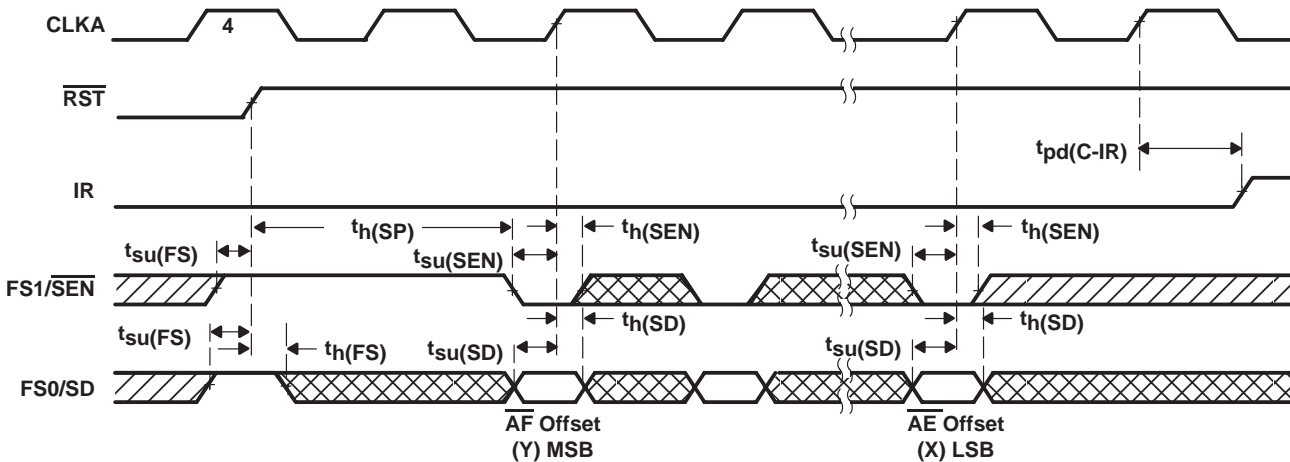 CLKA
4
RST
tpd(C-IR)
IR
th(SP)
th(SEN)
th(SEN)
tsu(FS)
tsu(SEN)
tsu(SEN)
FS1/SEN
th(SD)
th(SD)
tsu(FS)
th(FS)
tsu(SD)
tsu(SD)
FS0/SD
AF Offset
(Y) MSB
AE Offset
(X) LSB